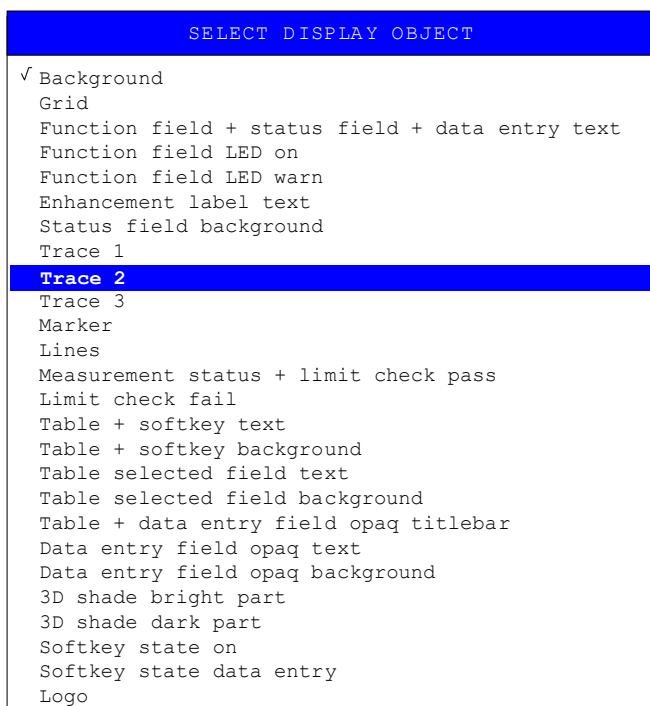 SELECT DISPLAY OBJECT
√ Background
Grid
Function field + status field + data entry text
Function field LED on
Function field LED warn
Enhancement label text
Status field background
Trace 1
Trace 2
Trace 3
Marker
Lines
Measurement status + limit check pass
Limit check fail
Table + softkey text
Table + softkey background
Table selected field text
Table selected field background
Table + data entry field opaq titlebar
Data entry field opaq text
Data entry field opaq background
3D shade bright part
3D shade dark part
Softkey state on
Softkey state data entry
Logo